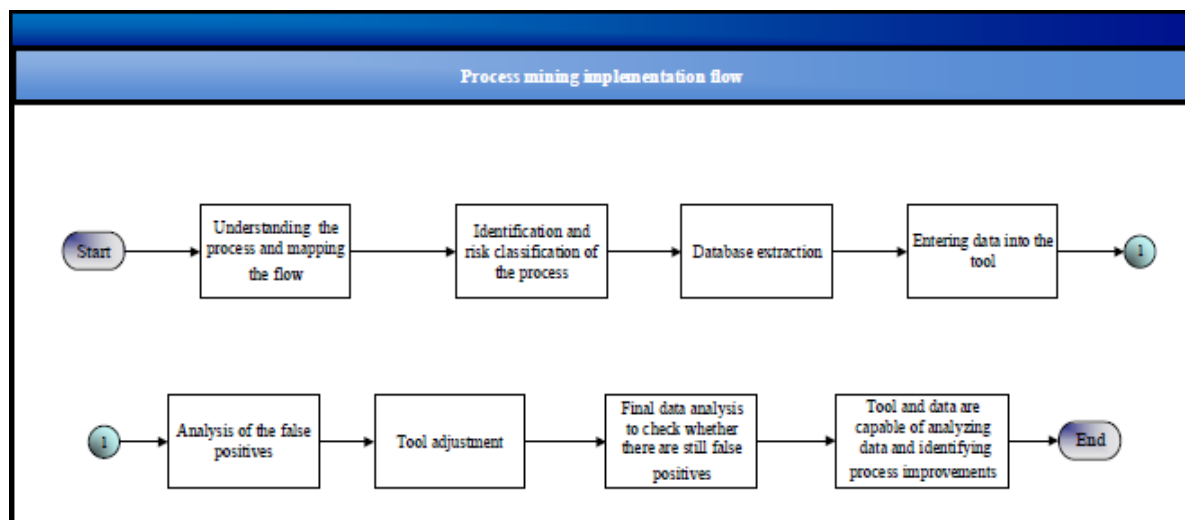 Process mining implementation flow
Start
Understanding the
process and mapping
the flow
Identification and
risk classification of
the process
Database extraction
Entering data into the
tool
1
1
Analysis of the false
positives
Tool adjustment
Final data analysis
to check whether
there are still false
positives
Tool and data are
capable of analyzing
data and identifying
process improvements
End